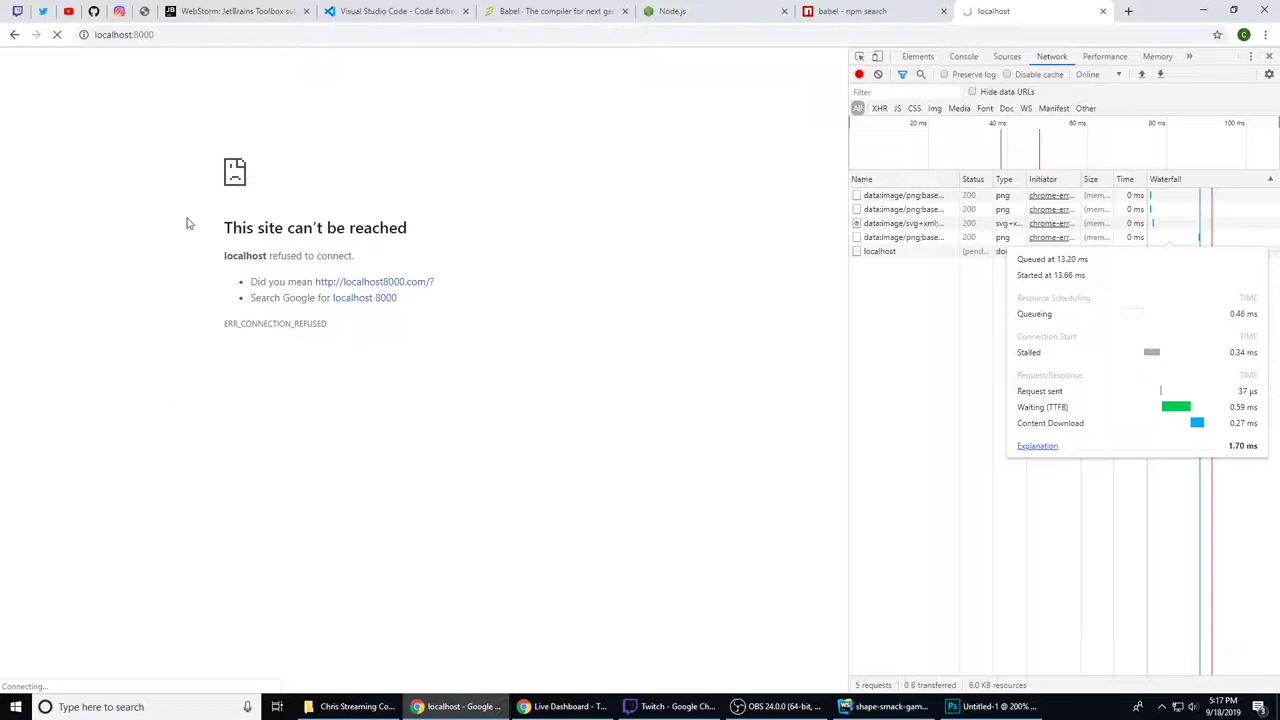 WebStorm: JetBrains Toolbox sul
Visual Studio Code - Code Edition
Babel · The compiler for next ge
Node.js
babel - npm search
localhost
localhost:8000
C
This site can't be reached
localhost refused to connect.
• Did you mean http://localhost8000.com/?
• Search Google for localhost 8000
ERR_CONNECTION_REFUSED
Elements Console Sources Network Performance Memory »
Preserve log Disable cache Online
Filter Hide data URLs
All XHR JS CSS Img Media Font Doc WS Manifest Other
20 ms 40 ms 60 ms 80 ms 100 ms
Name Status Type Initiator Size Time Waterfall
data:image/png;base... 200 png chrome-err... (mem... 0 ms
data:image/png;base... 200 png chrome-err... (mem... 0 ms
data:image/svg+xml;... 200 svg+x... chrome-err... (mem... 0 ms
data:image/png;base... 200 png chrome-err... (mem... 0 ms
localhost (pend...
Queued at 13.20 ms
Started at 13.66 ms
Resource Scheduling TIME
Queueing 0.46 ms
Connection Start TIME
Stalled 0.34 ms
Request/Response TIME
Request sent 37 μs
Waiting (TTFB) 0.59 ms
Content Download 0.27 ms
Explanation 1.70 ms
5 requests 0 B transferred 6.0 KB resources
Connecting...
Type here to search
Chris Streaming Co...
localhost - Google ...
Live Dashboard - T...
Twitch - Google Ch...
OBS 24.0.0 (64-bit, ...
shape-smack-gam...
Untitled-1 @ 200% ...
5:17 PM
9/18/2019
3